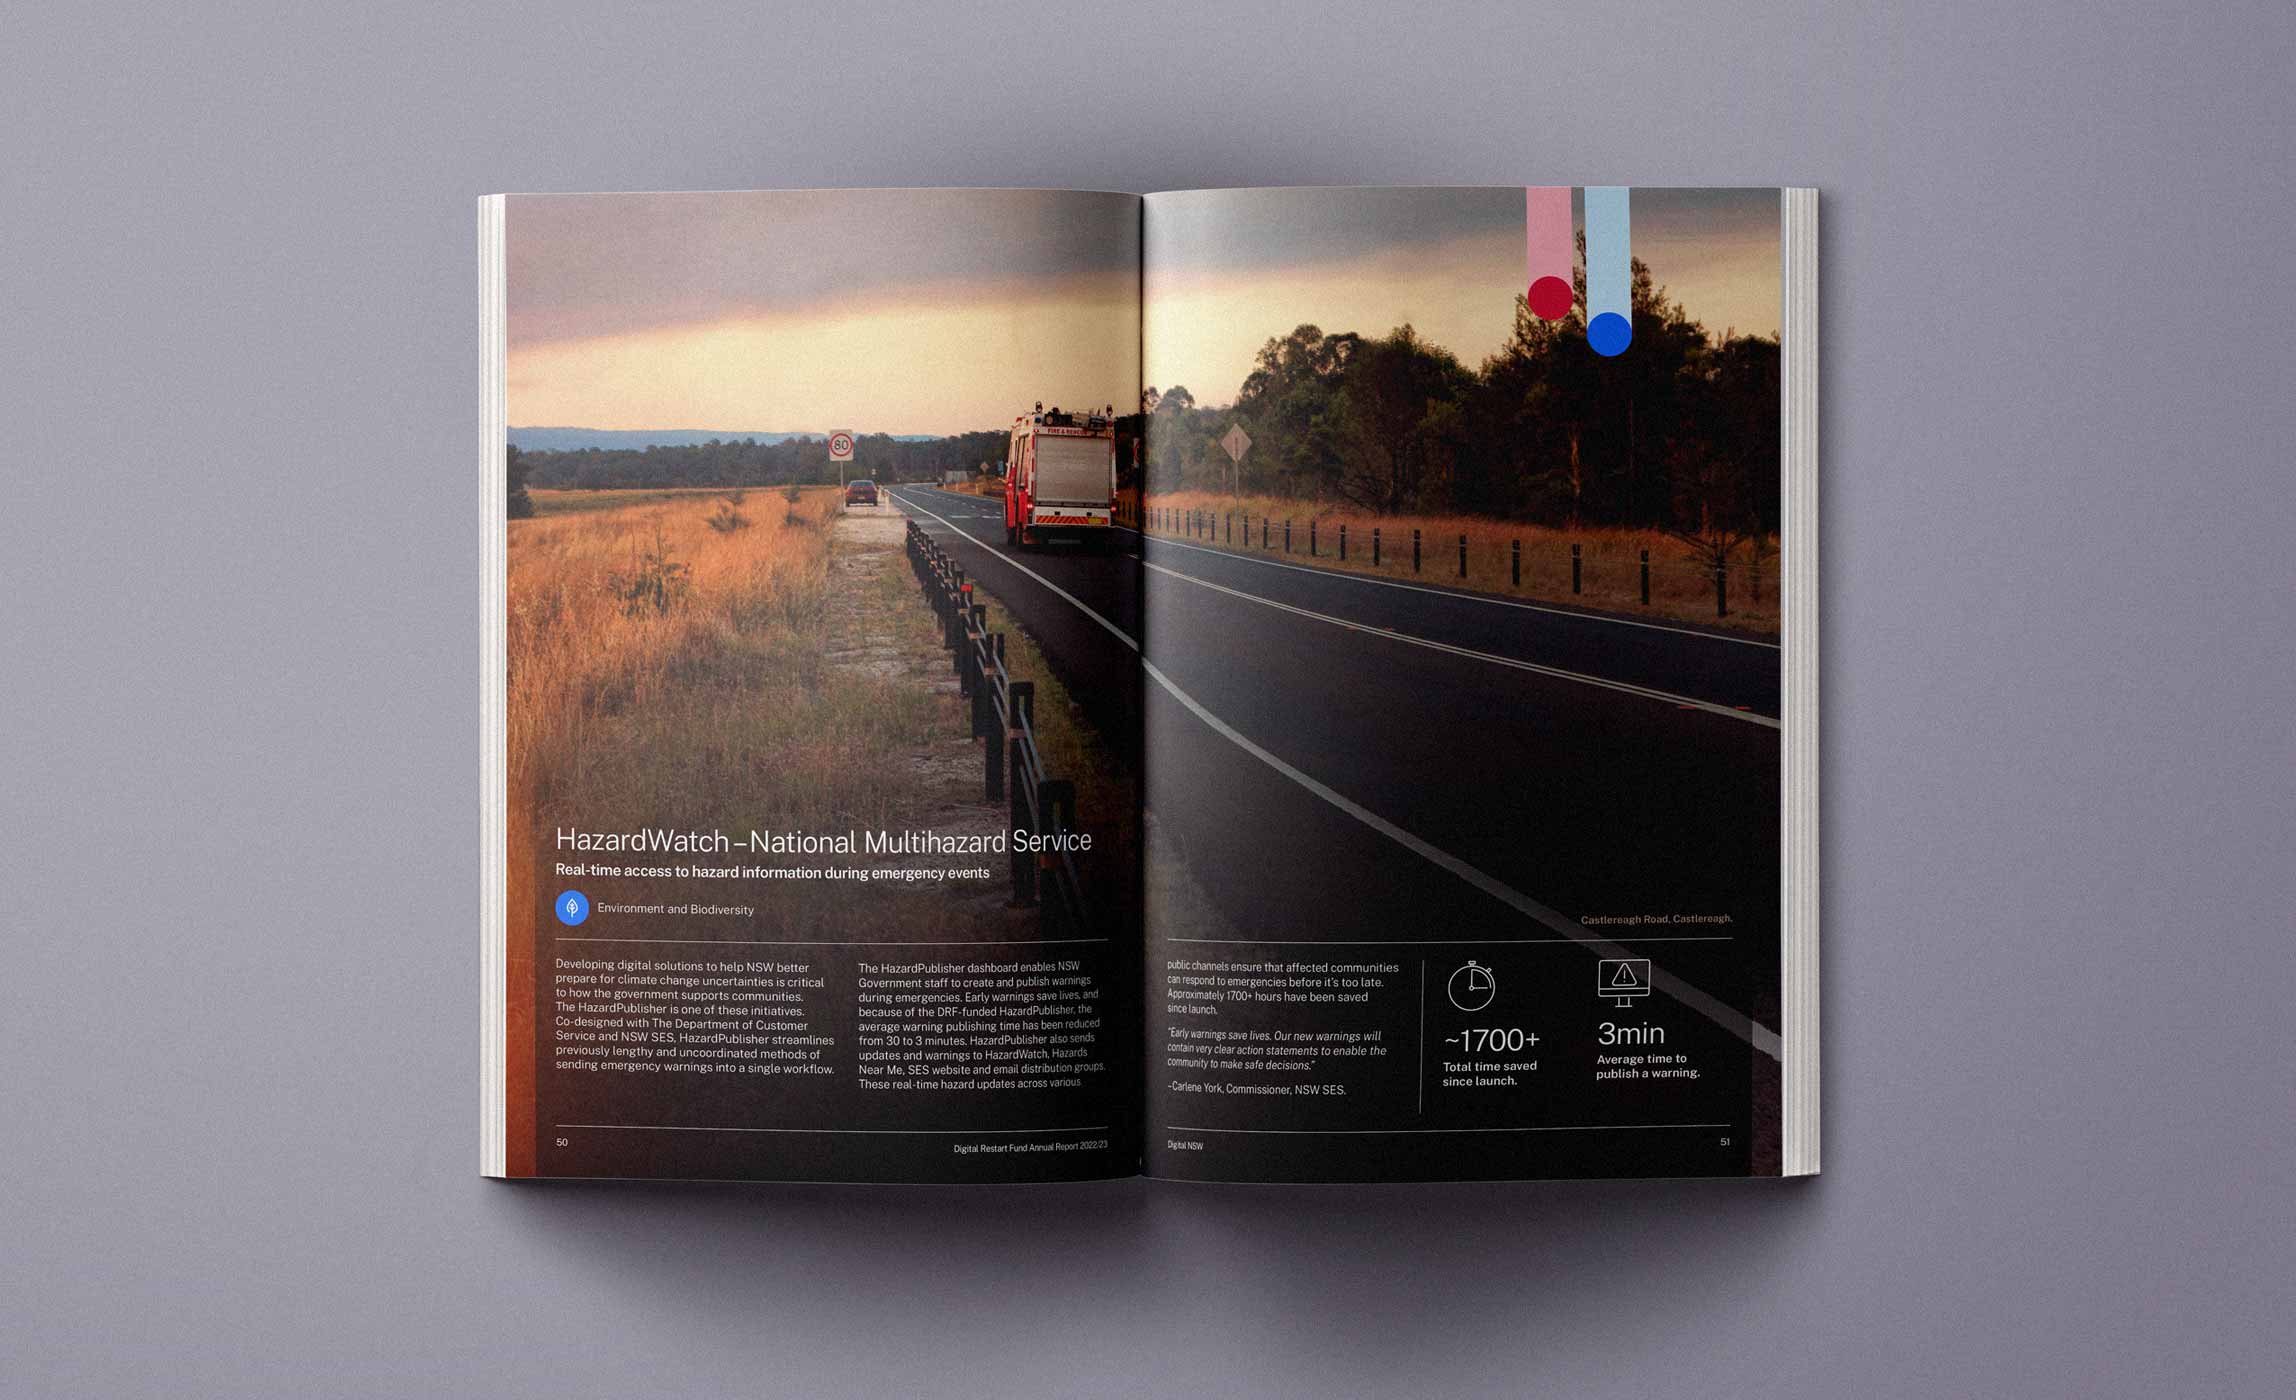 80
FIRE & RESCUE
HazardWatch – National Multihazard Service
Real-time access to hazard information during emergency events
Environment and Biodiversity
Developing digital solutions to help NSW better
prepare for climate change uncertainties is critical
to how the government supports communities.
The HazardPublisher is one of these initiatives.
Co-designed with The Department of Customer
Service and NSW SES, HazardPublisher streamlines
previously lengthy and uncoordinated methods of
sending emergency warnings into a single workflow.
The HazardPublisher dashboard enables NSW
Government staff to create and publish warnings
during emergencies. Early warnings save lives, and
because of the DRF-funded HazardPublisher, the
average warning publishing time has been reduced
from 30 to 3 minutes. HazardPublisher also sends
updates and warnings to HazardWatch, Hazards
Near Me, SES website and email distribution groups.
These real-time hazard updates across various
50
Digital Restart Fund Annual Report 2022/23
Castlereagh Road, Castlereagh.
public channels ensure that affected communities
can respond to emergencies before it's too late.
Approximately 1700+ hours have been saved
since launch.
"Early warnings save lives. Our new warnings will
contain very clear action statements to enable the
community to make safe decisions."
–Carlene York, Commissioner, NSW SES.
~1700+
Total time saved
since launch.
3min
Average time to
publish a warning.
Digital NSW
51